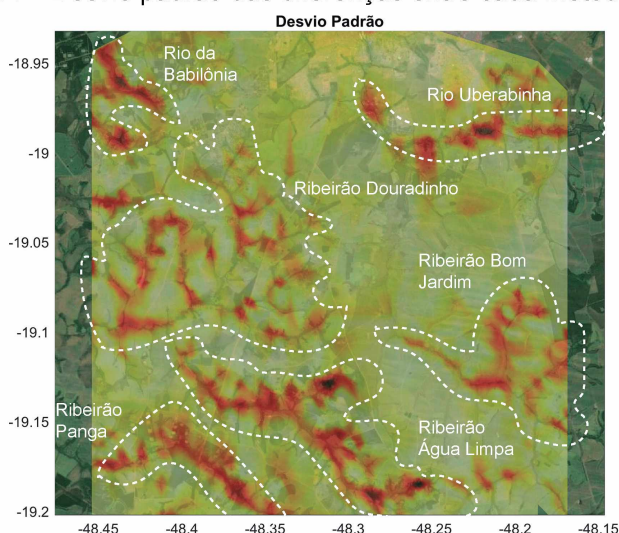 Desvio Padrão
-18.95
-19
-19.05
-19.1
-19.15
-19.2
Rio da
Babilônia
Rio Uberabinha
Ribeirão Douradinho
Ribeirão Bom
Jardim
Ribeirão
Panga
Ribeirão
Água Limpa
-48.45 -48.4 -48.35 -48.3 -48.25 -48.2 -48.15